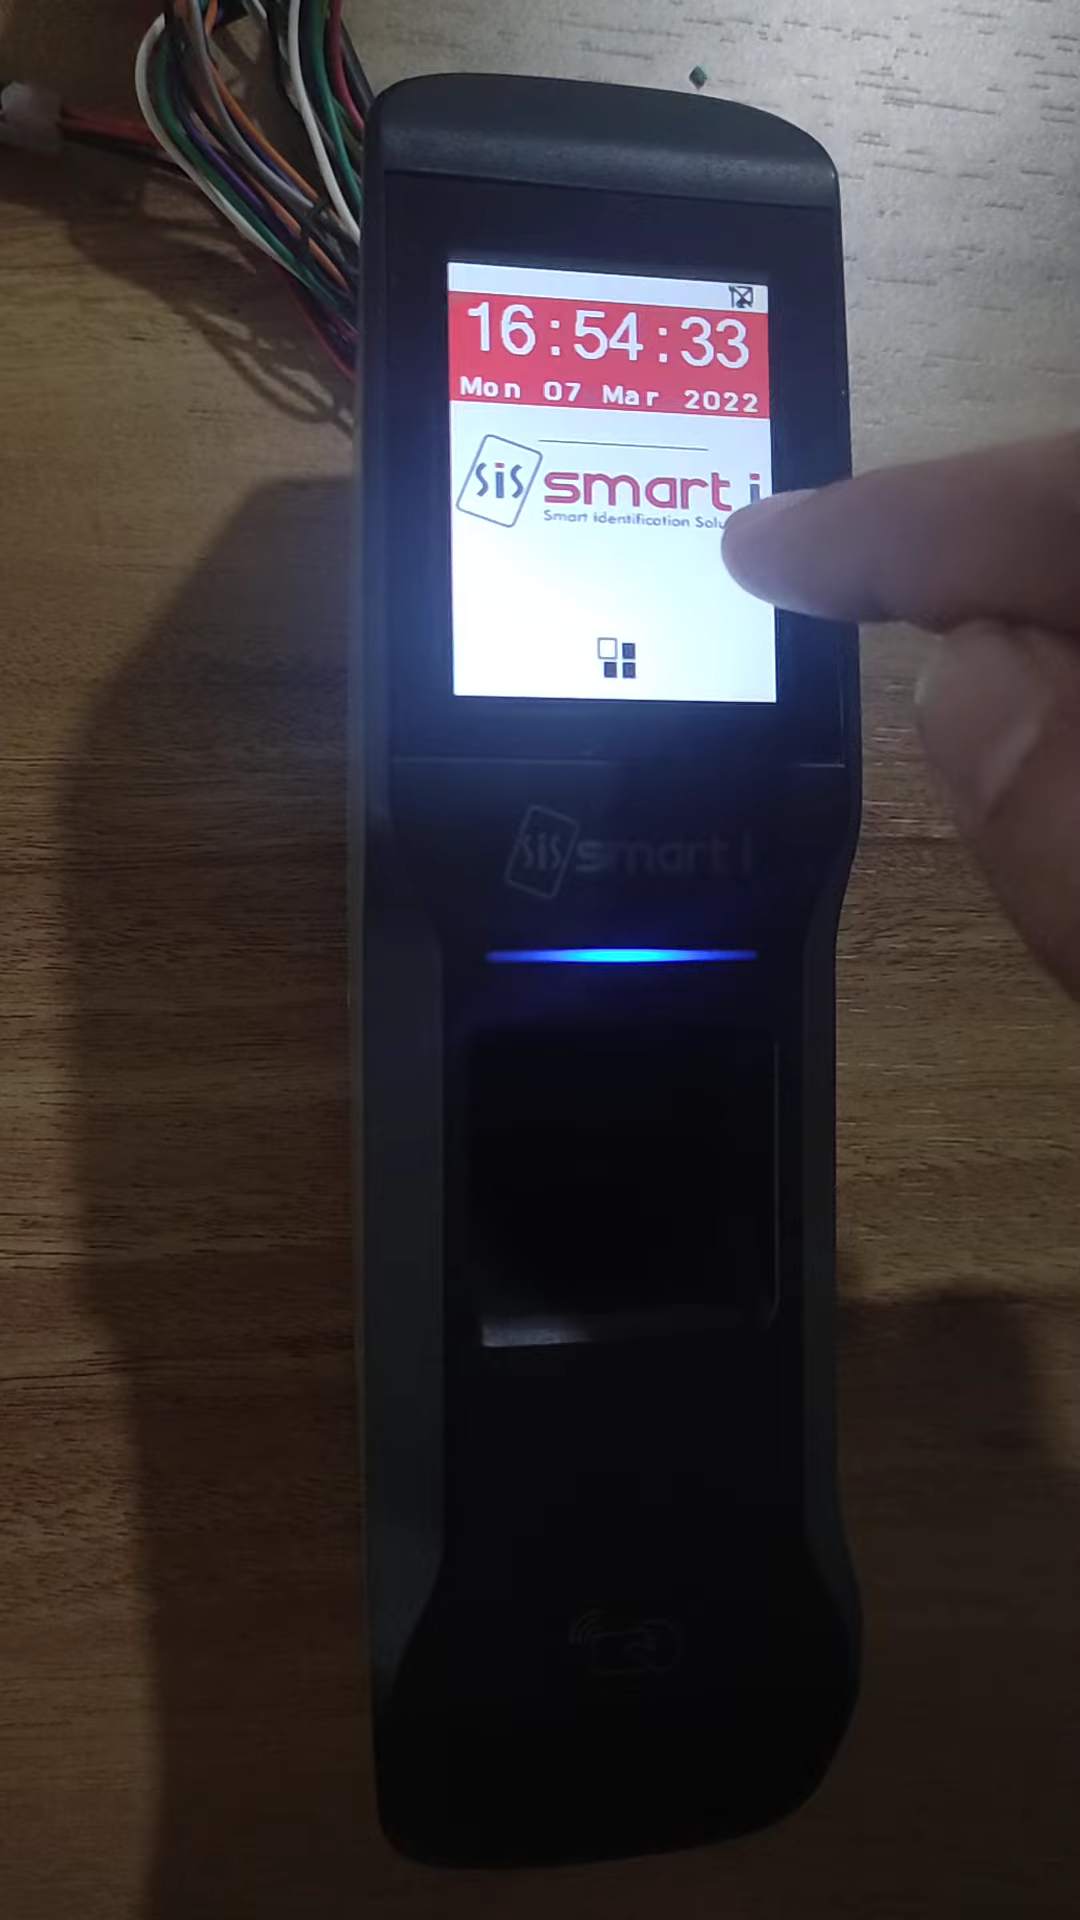 16:54:33
Mon 07 Mar 2022
SiS smart i
Smart Identification
SiS smart i